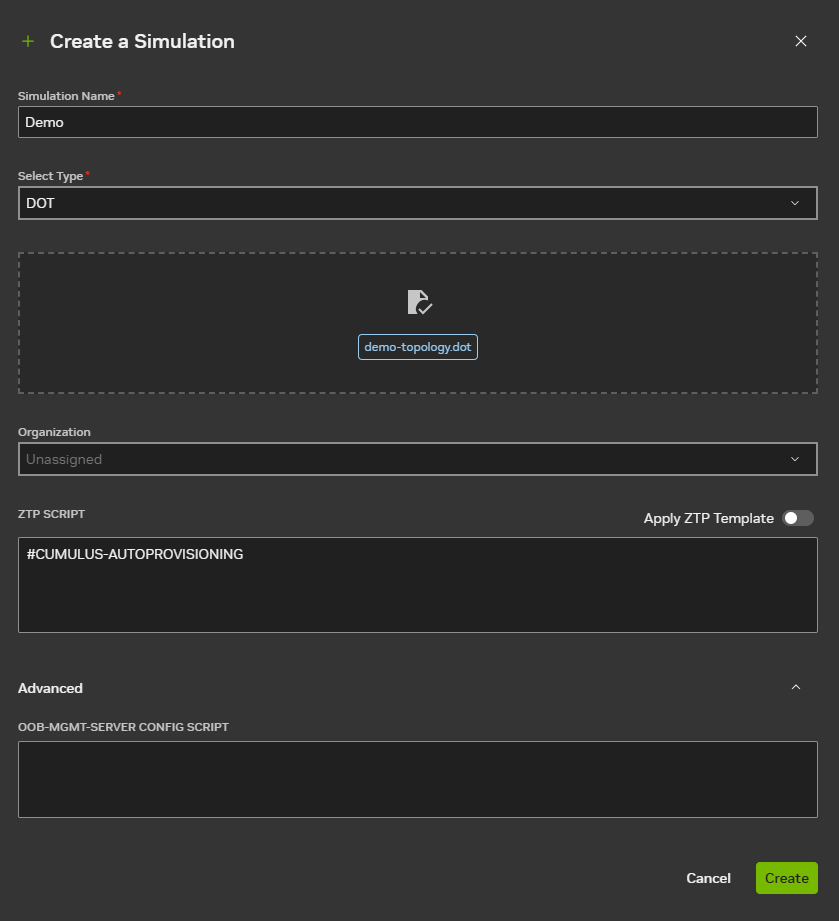 Create a Simulation
Simulation Name*
Demo
Select Type*
DOT
demo-topology.dot
Organization
Unassigned
ZTP SCRIPT
Apply ZTP Template
#CUMULUS-AUTOPROVISIONING
Advanced
OOB-MGMT-SERVER CONFIG SCRIPT
Cancel
Create